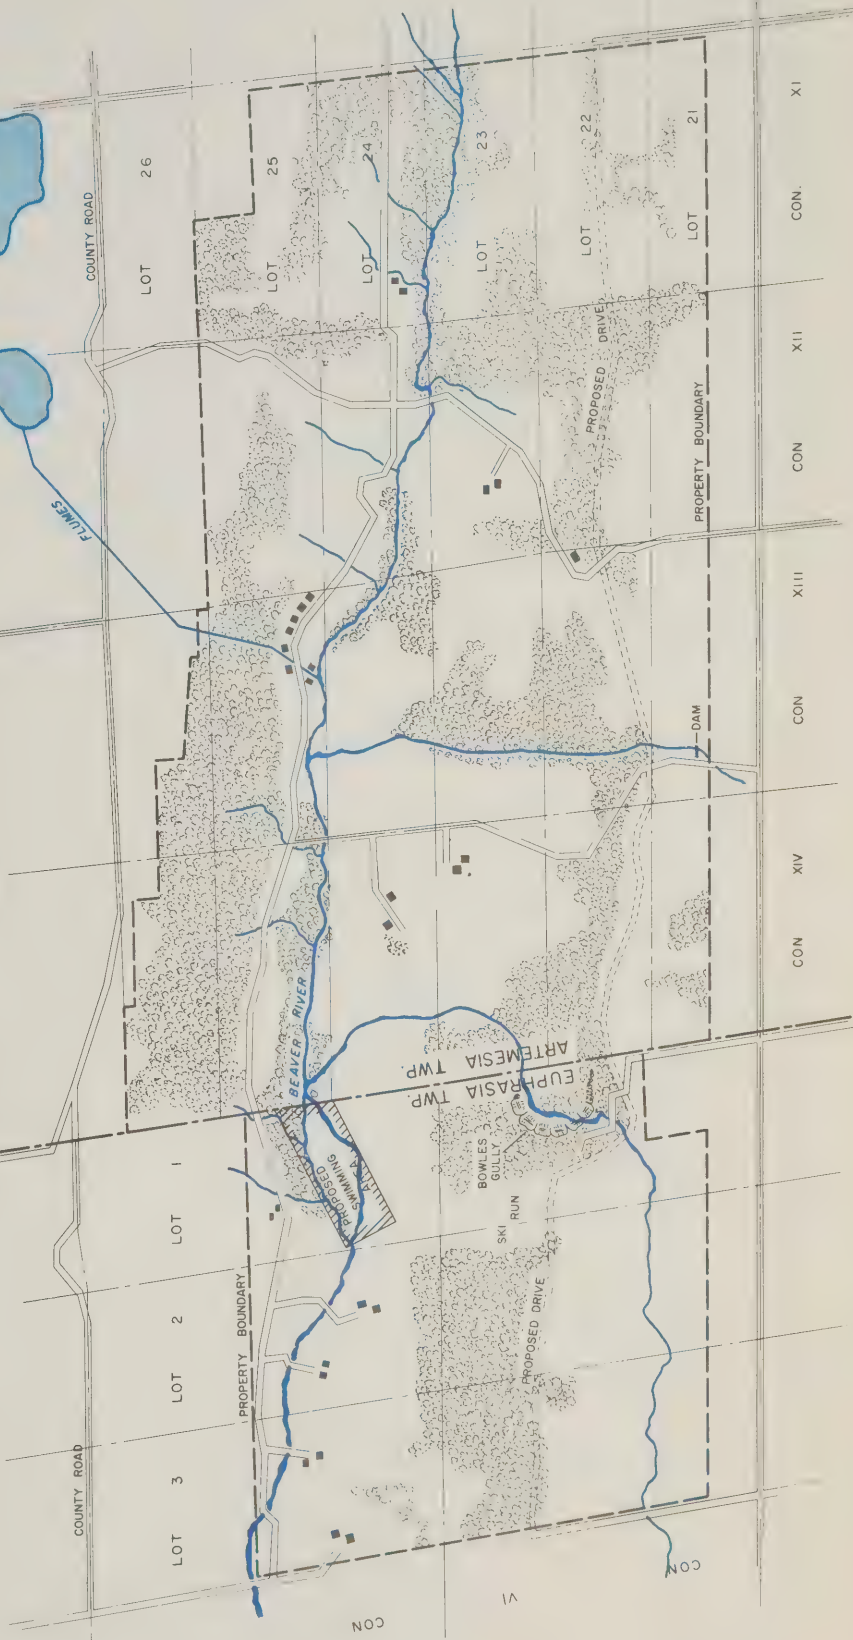 COUNTY ROAD
COUNTY ROAD
FLUMES
LOT 3
LOT 2
LOT 1
LOT 26
PROPERTY BOUNDARY
BEAVER RIVER
PROPOSED
SWIMMING
AREA
LOT 25
LOT 24
LOT 23
LOT 22
LOT 21
EUPHRASIA TWP.
ARTEMESIA TWP.
BOWLES
GULLY
SKI RUN
PROPOSED DRIVE
PROPOSED DRIVE
DAM
PROPERTY BOUNDARY
CON
VI
CON
CON XIV
CON XIII
CON XII
CON. XI